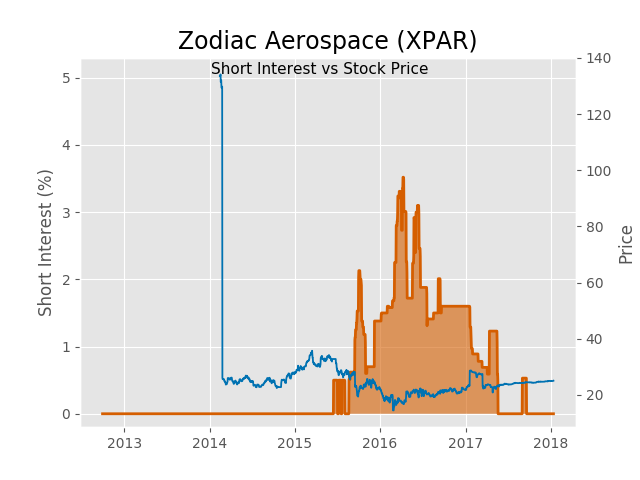 Zodiac Aerospace (XPAR)
Short Interest vs Stock Price
Short Interest (%)
5
4
3
2
1
0
140
120
100
80
60
40
20
Price
2013 2014 2015 2016 2017 2018